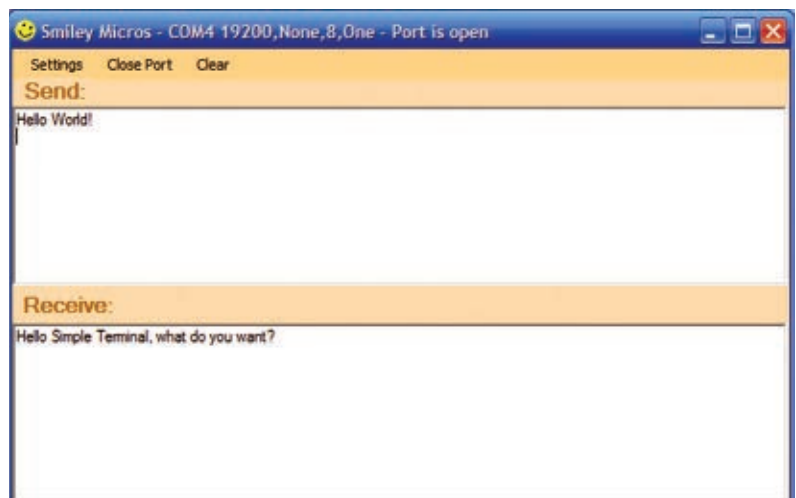 Smiley Micros - COM4 19200,None,8,One - Port is open
Settings Close Port Clear
Send:
Hello World!
Receive:
Hello Simple Terminal, what do you want?